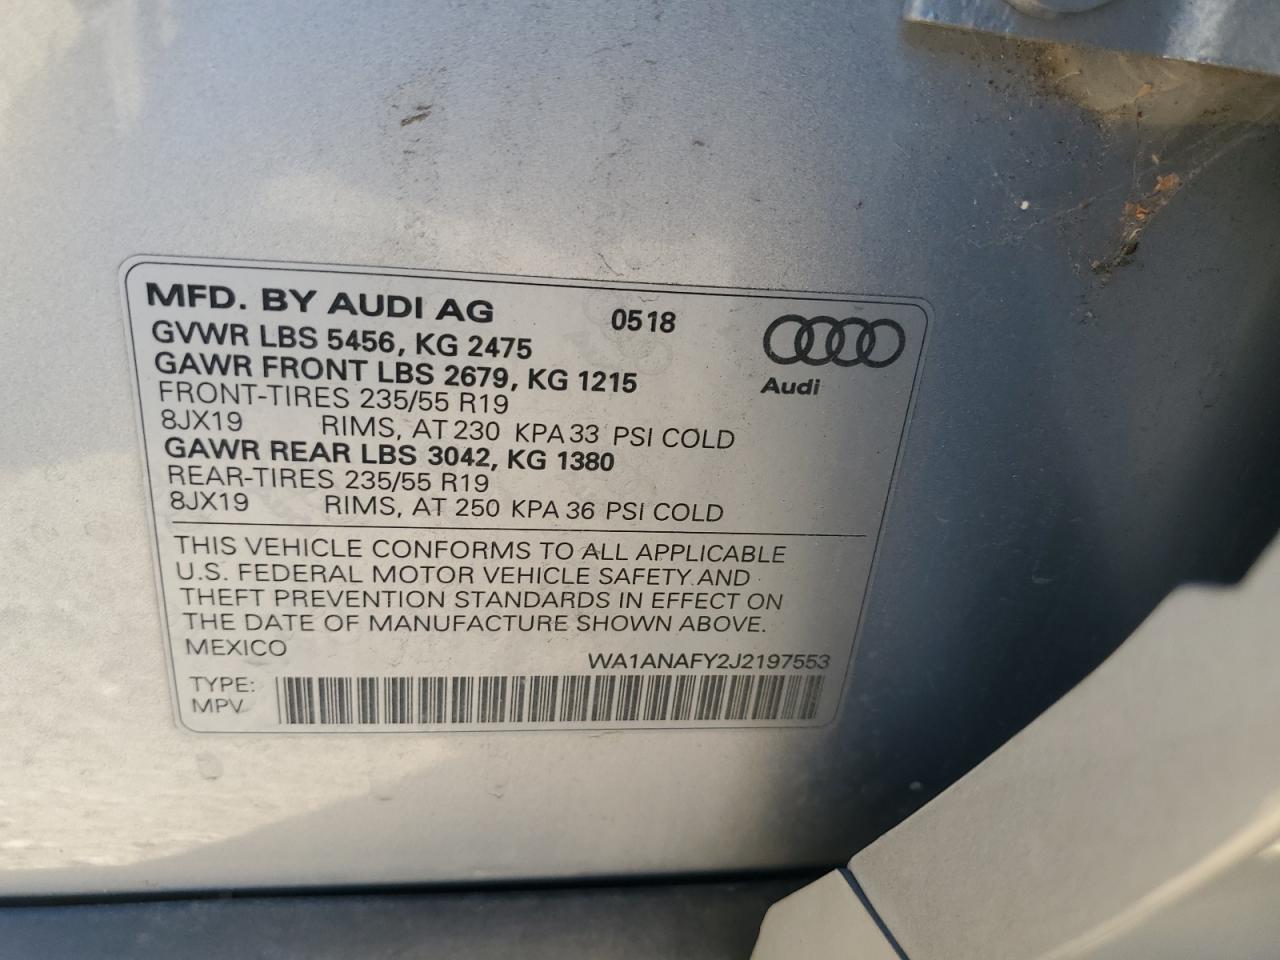 MFD. BY AUDI AG 0518
GVWR LBS 5456, KG 2475
GAWR FRONT LBS 2679, KG 1215
Audi
FRONT-TIRES 235/55 R19
8JX19 RIMS, AT 230 KPA 33 PSI COLD
GAWR REAR LBS 3042, KG 1380
REAR-TIRES 235/55 R19
8JX19 RIMS, AT 250 KPA 36 PSI COLD
THIS VEHICLE CONFORMS TO ALL APPLICABLE
U.S. FEDERAL MOTOR VEHICLE SAFETY AND
THEFT PREVENTION STANDARDS IN EFFECT ON
THE DATE OF MANUFACTURE SHOWN ABOVE.
MEXICO
WA1ANAFY2J2197553
TYPE:
MPV